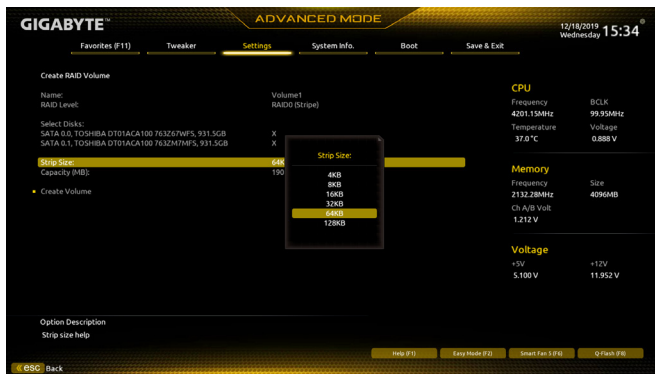 GIGABYTE™
ADVANCED MODE
12/18/2019
Wednesday 15:34
Favorites (F11) Tweaker Settings System Info. Boot Save & Exit
Create RAID Volume
Name: Volume1
RAID Level: RAID0 (Stripe)
Select Disks:
SATA 0.0, TOSHIBA DT01ACA100 763Z67WFS, 931.5GB X
SATA 0.1, TOSHIBA DT01ACA100 763ZM7MFS, 931.5GB X
Strip Size: 64K
Capacity (MB): 190
Create Volume
Strip Size:
4KB
8KB
16KB
32KB
64KB
128KB
CPU
Frequency BCLK
4201.15MHz 99.95MHz
Temperature Voltage
37.0 °C 0.888 V
Memory
Frequency Size
2132.28MHz 4096MB
Ch A/B Volt
1.212 V
Voltage
+5V +12V
5.100 V 11.952 V
Option Description
Strip size help
Help (F1) Easy Mode (F2) Smart Fan 5 (F6) Q-Flash (F8)
esc Back